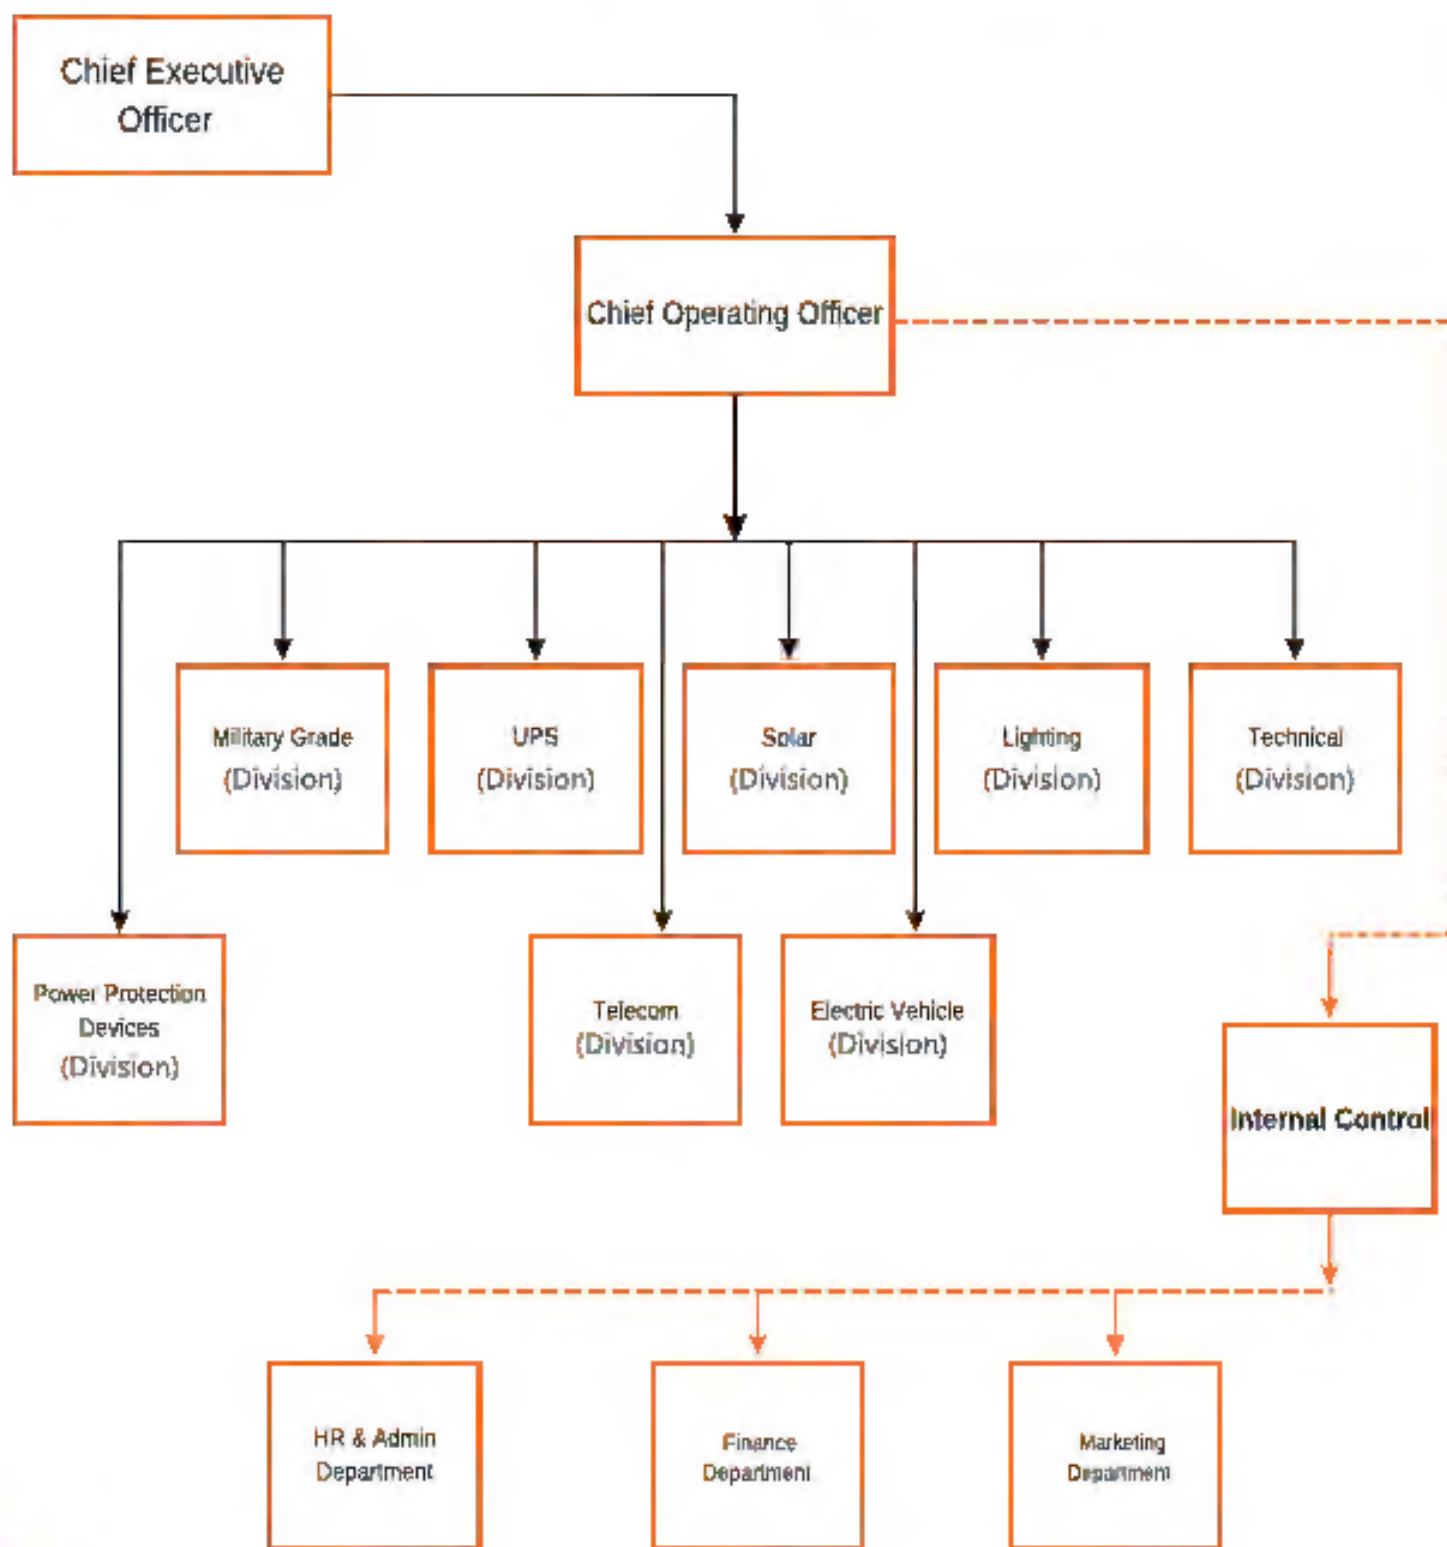 Chief Executive
Officer
Chief Operating Officer
Military Grade
(Division)
UPS
(Division)
Solar
(Division)
Lighting
(Division)
Technical
(Division)
Power Protection
Devices
(Division)
Telecom
(Division)
Electric Vehicle
(Division)
Internal Control
HR & Admin
Department
Finance
Department
Marketing
Department